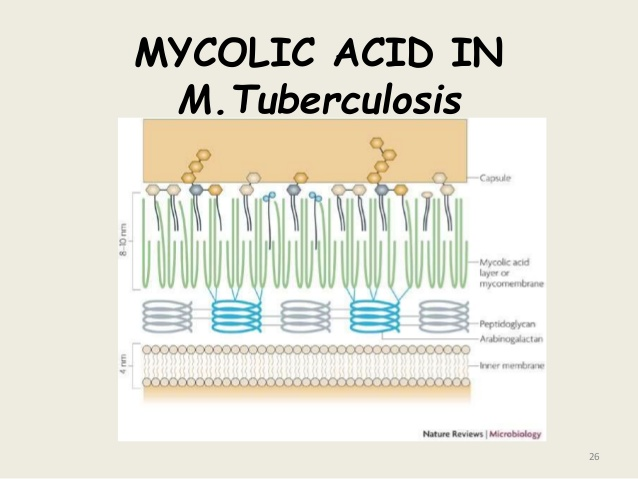 MYCOLIC ACID IN
M.Tuberculosis
Capsule
8–10 nm
Mycolic acid
layer or
mycomembrane
Peptidoglycan
Arabinogalactan
4 nm
Inner membrane
Nature Reviews | Microbiology
26